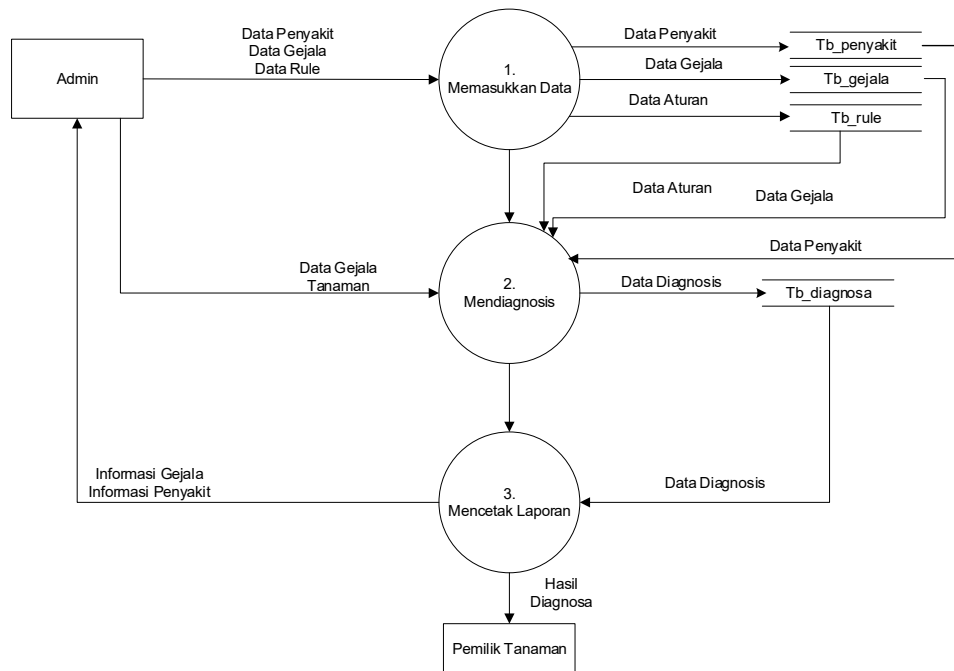 Data Penyakit
Data Gejala
Data Rule
Admin
1.
Memasukkan Data
Data Penyakit
Data Gejala
Data Aturan
Tb_penyakit
Tb_gejala
Tb_rule
Data Aturan
Data Gejala
Data Penyakit
Data Gejala
Tanaman
2.
Mendiagnosis
Data Diagnosis
Tb_diagnosa
Informasi Gejala
Informasi Penyakit
3.
Mencetak Laporan
Data Diagnosis
Hasil
Diagnosa
Pemilik Tanaman